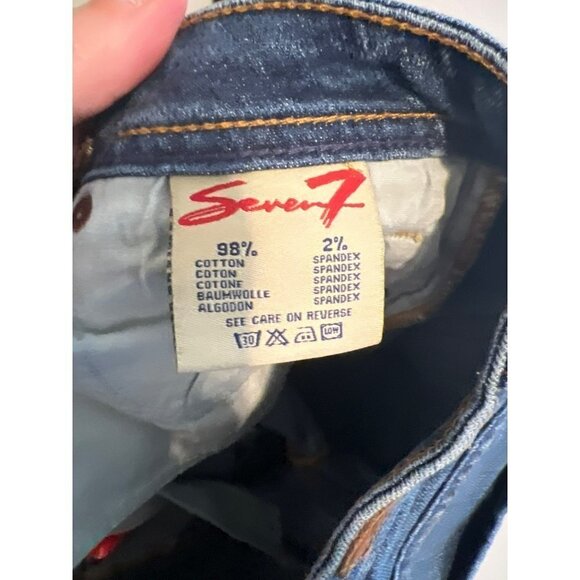 Seven7
98% 2%
COTTON SPANDEX
COTON SPANDEX
COTONE SPANDEX
BAUMWOLLE SPANDEX
ALGODON SPANDEX
SEE CARE ON REVERSE
30 LOW